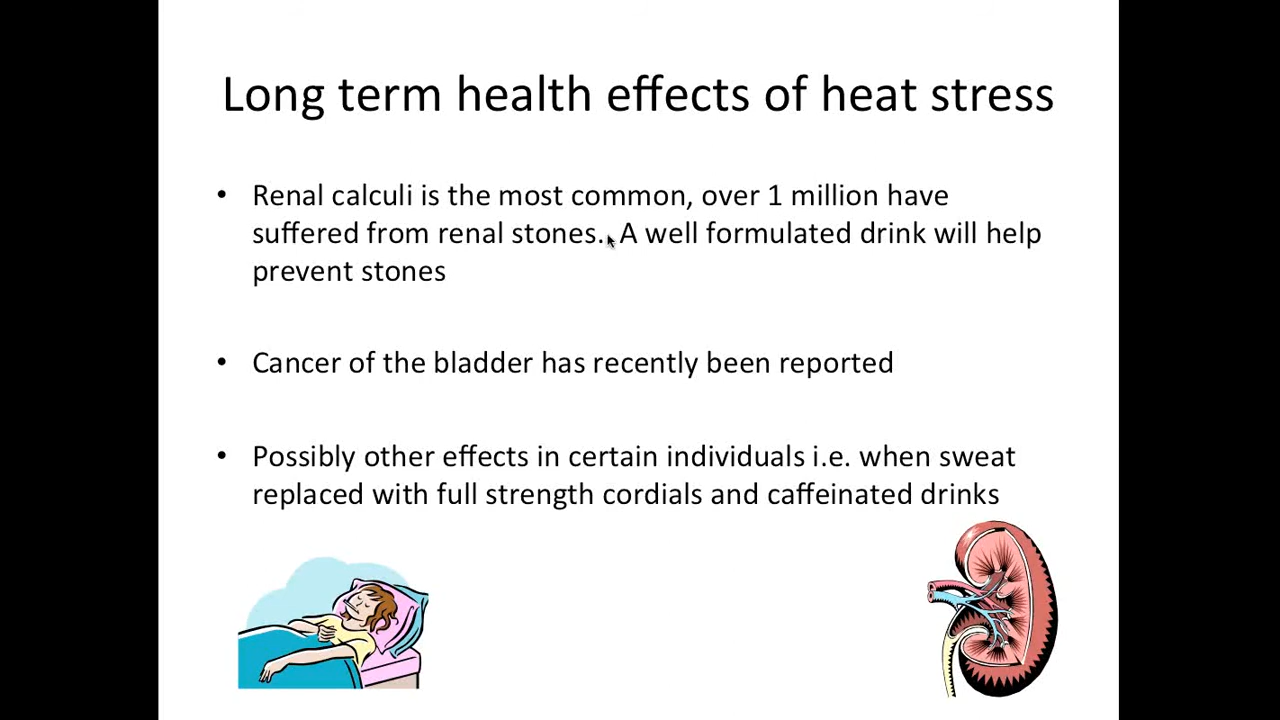 Long term health effects of heat stress
• Renal calculi is the most common, over 1 million have
suffered from renal stones.. A well formulated drink will help
prevent stones
• Cancer of the bladder has recently been reported
• Possibly other effects in certain individuals i.e. when sweat
replaced with full strength cordials and caffeinated drinks